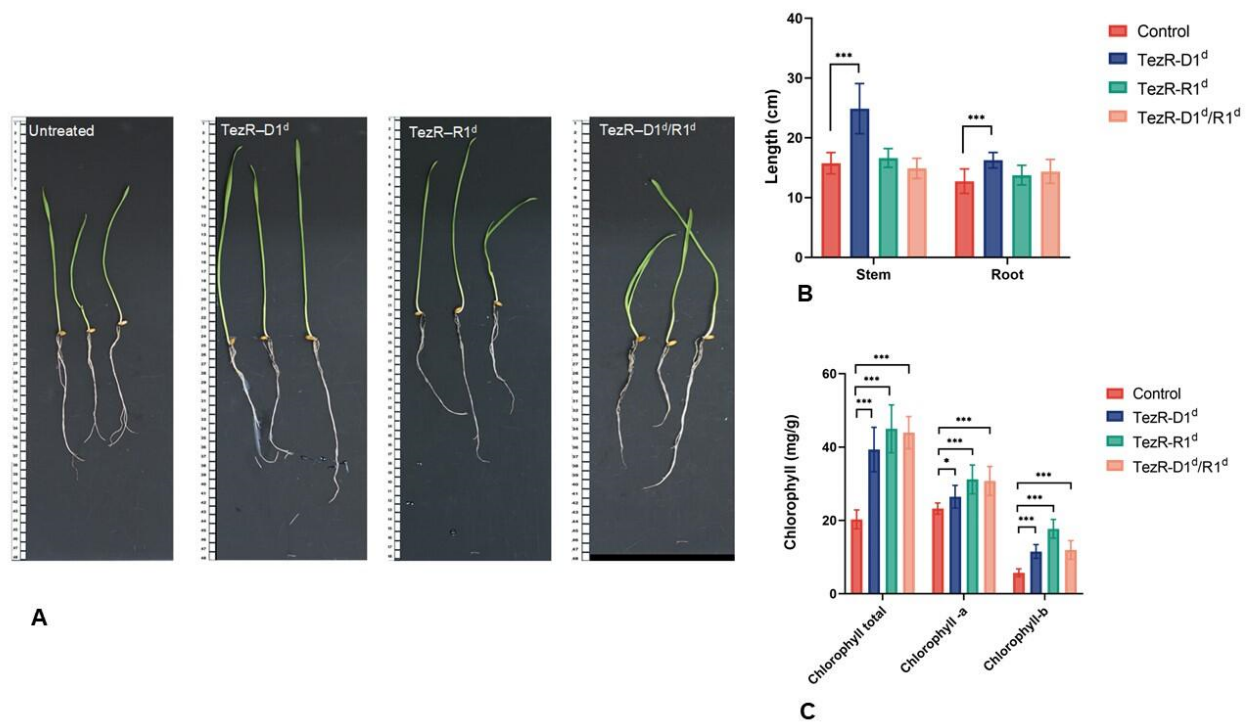 Untreated
TezR–D1ᵈ
TezR–R1ᵈ
TezR–D1ᵈ/R1ᵈ
A
40
30
20
10
0
Length (cm)
***
***
Stem
Root
Control
TezR-D1ᵈ
TezR-R1ᵈ
TezR-D1ᵈ/R1ᵈ
B
60
40
20
0
Chlorophyll (mg/g)
***
***
***
***
***
*
***
***
***
Chlorophyll total
Chlorophyll -a
Chlorophyll-b
Control
TezR-D1ᵈ
TezR-R1ᵈ
TezR-D1ᵈ/R1ᵈ
C